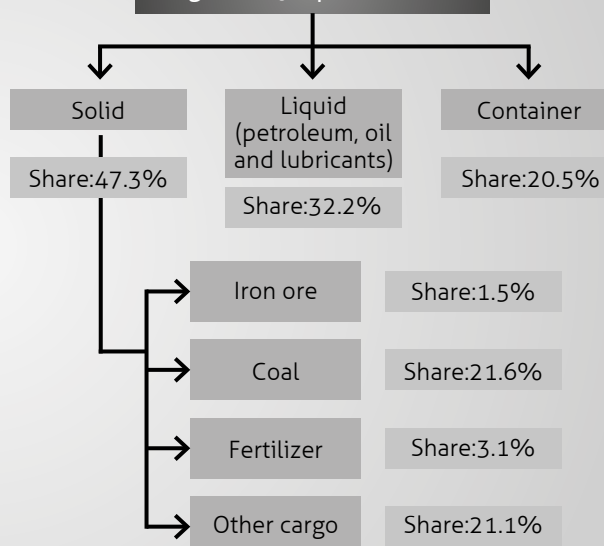 Solid
Share:47.3%
Liquid
(petroleum, oil
and lubricants)
Share:32.2%
Container
Share:20.5%
Iron ore
Share:1.5%
Coal
Share:21.6%
Fertilizer
Share:3.1%
Other cargo
Share:21.1%